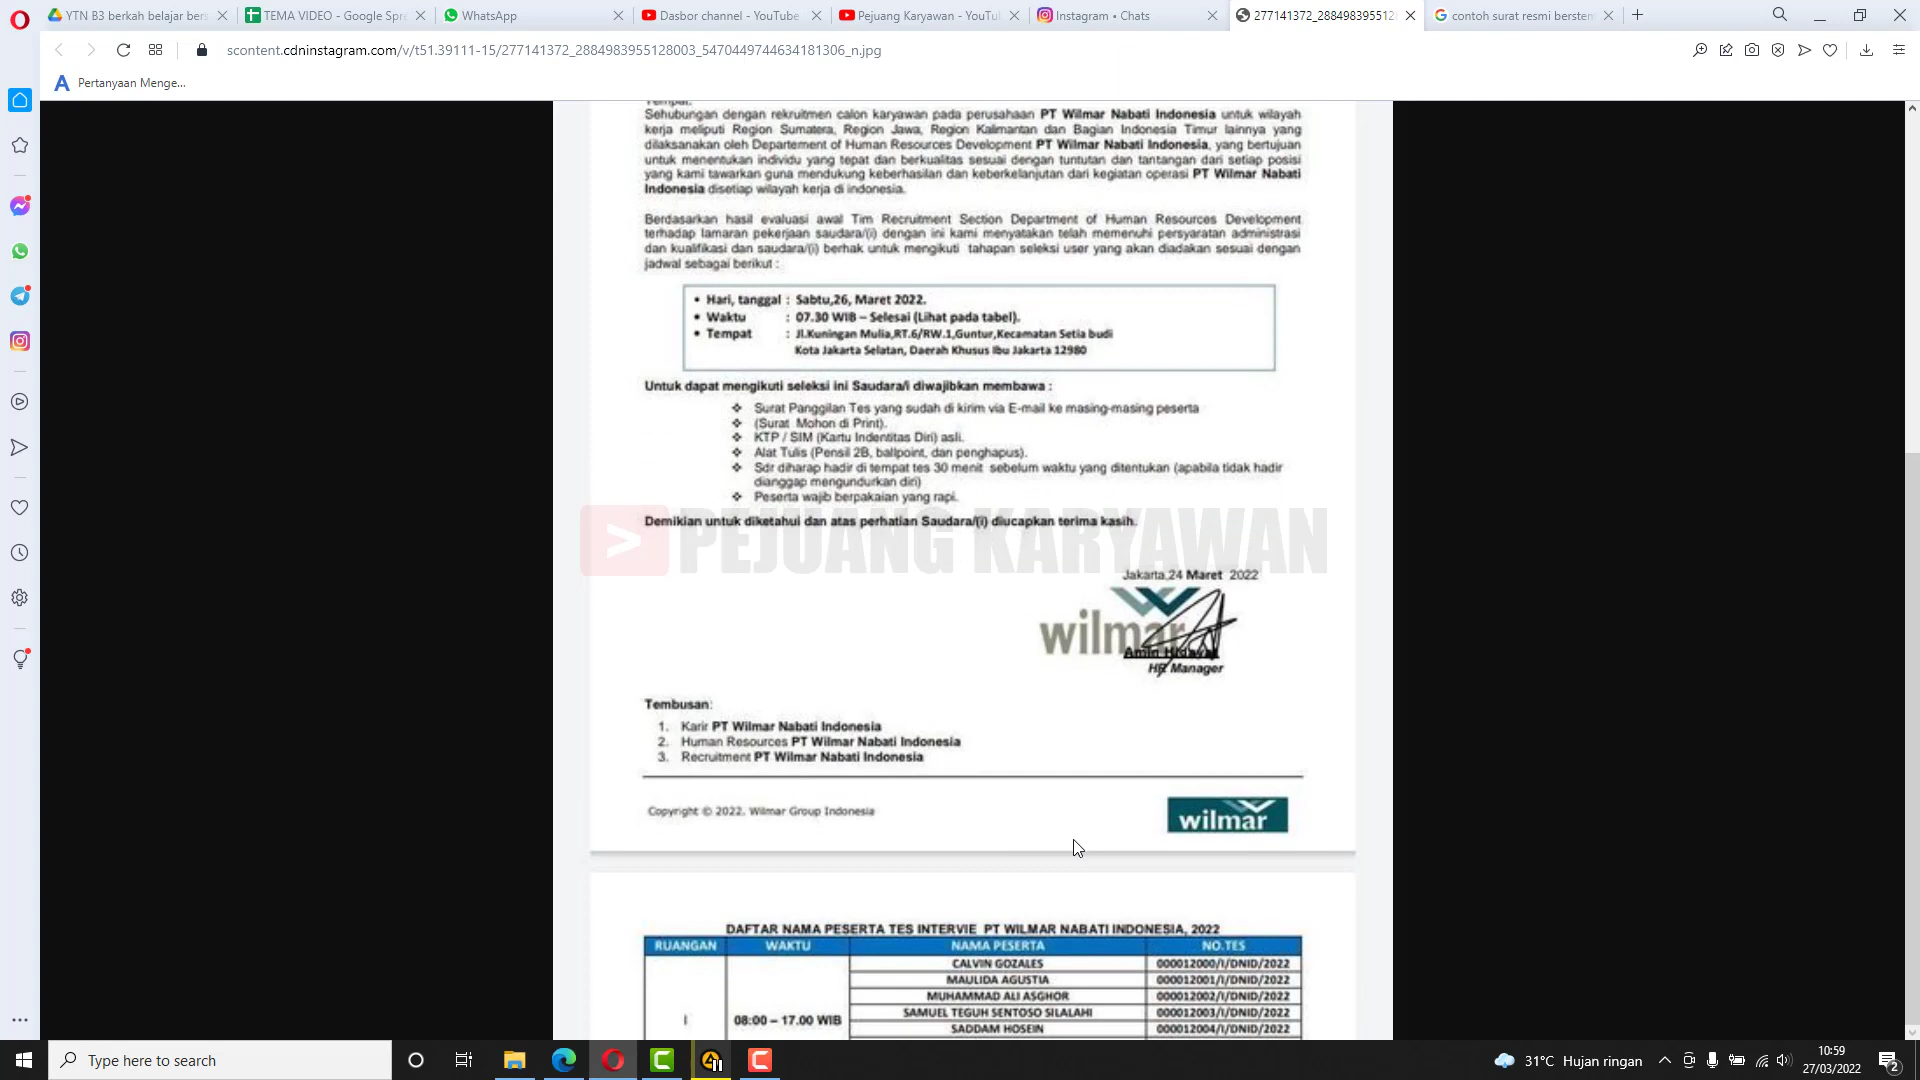 YTN B3 berkah belajar bers
TEMA VIDEO - Google Spre
WhatsApp
Dasbor channel - YouTube
Pejuang Karyawan - YouTu
Instagram • Chats
277141372_288498395512
contoh surat resmi berstem
scontent.cdninstagram.com/v/t51.39111-15/277141372_2884983955128003_5470449744634181306_n.jpg
Pertanyaan Menge...
Tempat.
Sehubungan dengan rekruitmen calon karyawan pada perusahaan PT Wilmar Nabati Indonesia untuk wilayah
kerja meliputi Region Sumatera, Region Jawa, Region Kalimantan dan Bagian Indonesia Timur lainnya yang
dilaksanakan oleh Departement of Human Resources Development PT Wilmar Nabati Indonesia, yang bertujuan
untuk menentukan individu yang tepat dan berkualitas sesuai dengan tuntutan dan tantangan dari setiap posisi
yang kami tawarkan guna mendukung keberhasilan dan keberkelanjutan dari kegiatan operasi PT Wilmar Nabati
Indonesia disetiap wilayah kerja di indonesia.
Berdasarkan hasil evaluasi awal Tim Recruitment Section Department of Human Resources Development
terhadap lamaran pekerjaan saudara/(i) dengan ini kami menyatakan telah memenuhi persyaratan administrasi
dan kualifikasi dan saudara/(i) berhak untuk mengikuti tahapan seleksi user yang akan diadakan sesuai dengan
jadwal sebagai berikut :
• Hari, tanggal : Sabtu,26, Maret 2022.
• Waktu : 07.30 WIB – Selesai (Lihat pada tabel).
• Tempat : Jl.Kuningan Mulia,RT.6/RW.1,Guntur,Kecamatan Setia budi
Kota Jakarta Selatan, Daerah Khusus Ibu Jakarta 12980
Untuk dapat mengikuti seleksi ini Saudara/i diwajibkan membawa :
❖ Surat Panggilan Tes yang sudah di kirim via E-mail ke masing-masing peserta
❖ (Surat Mohon di Print).
❖ KTP / SIM (Kartu Indentitas Diri) asli.
❖ Alat Tulis (Pensil 2B, ballpoint, dan penghapus).
❖ Sdr diharap hadir di tempat tes 30 menit sebelum waktu yang ditentukan (apabila tidak hadir
dianggap mengundurkan diri)
❖ Peserta wajib berpakaian yang rapi.
Demikian untuk diketahui dan atas perhatian Saudara/(i) diucapkan terima kasih.
> PEJUANG KARYAWAN
Jakarta,24 Maret 2022
wilmar
Amin Hidayat
HR Manager
Tembusan:
1. Karir PT Wilmar Nabati Indonesia
2. Human Resources PT Wilmar Nabati Indonesia
3. Recruitment PT Wilmar Nabati Indonesia
Copyright © 2022. Wilmar Group Indonesia
wilmar
DAFTAR NAMA PESERTA TES INTERVIE PT WILMAR NABATI INDONESIA, 2022
RUANGAN WAKTU NAMA PESERTA NO.TES
CALVIN GOZALES 000012000/I/DNID/2022
MAULIDA AGUSTIA 000012001/I/DNID/2022
MUHAMMAD ALI ASGHOR 000012002/I/DNID/2022
SAMUEL TEGUH SENTOSO SILALAHI 000012003/I/DNID/2022
I 08:00 – 17.00 WIB
SADDAM HOSEIN 000012004/I/DNID/2022
Type here to search
31°C Hujan ringan
10:59
27/03/2022
2